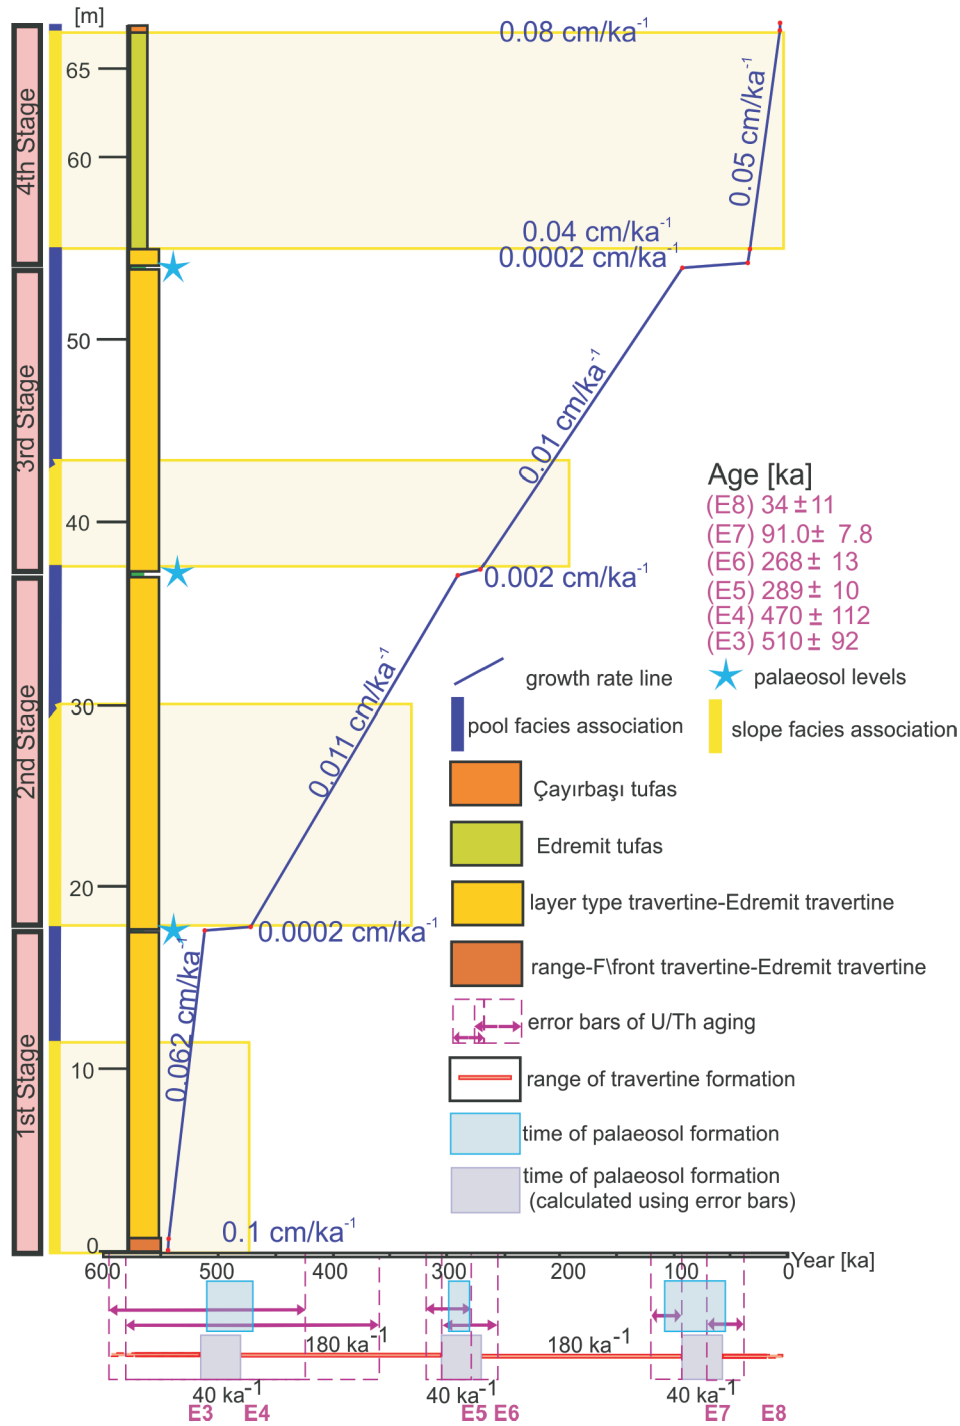 [m]
0.08 cm/ka-1
65
0.05 cm/ka-1
4th Stage
60
0.04 cm/ka-1
0.0002 cm/ka-1
50
3rd Stage
0.01 cm/ka-1
40
0.002 cm/ka-1
Age [ka]
(E8) 34 ±11
(E7) 91.0± 7.8
(E6) 268 ± 13
(E5) 289 ± 10
(E4) 470 ± 112
(E3) 510 ± 92
growth rate line
palaeosol levels
pool facies association
slope facies association
2nd Stage
30
0.011 cm/ka-1
Çayırbaşı tufas
Edremit tufas
20
layer type travertine-Edremit travertine
0.0002 cm/ka-1
range-F\front travertine-Edremit travertine
error bars of U/Th aging
1st Stage
10
0.062 cm/ka-1
range of travertine formation
time of palaeosol formation
time of palaeosol formation
(calculated using error bars)
0.1 cm/ka-1
0
600 500 400 300 200 100 0
Year [ka]
180 ka-1 180 ka-1
40 ka-1 40 ka-1 40 ka-1
E3 E4 E5 E6 E7 E8